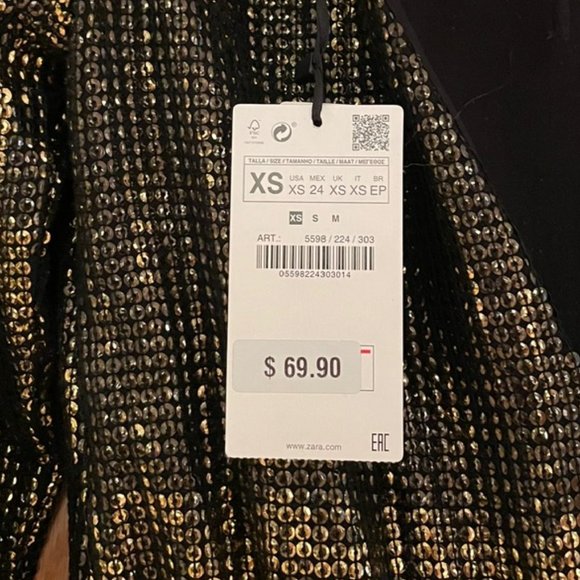 TALLA / SIZE / TAMANHO / TAILLE / MAAT / ΜΕΓΕΘΟΣ
XS USA XS MEX 24 UK XS IT XS BR EP
XS S M
ART.: 5598 / 224 / 303
05598224303014
$ 69.90
www.zara.com EAC